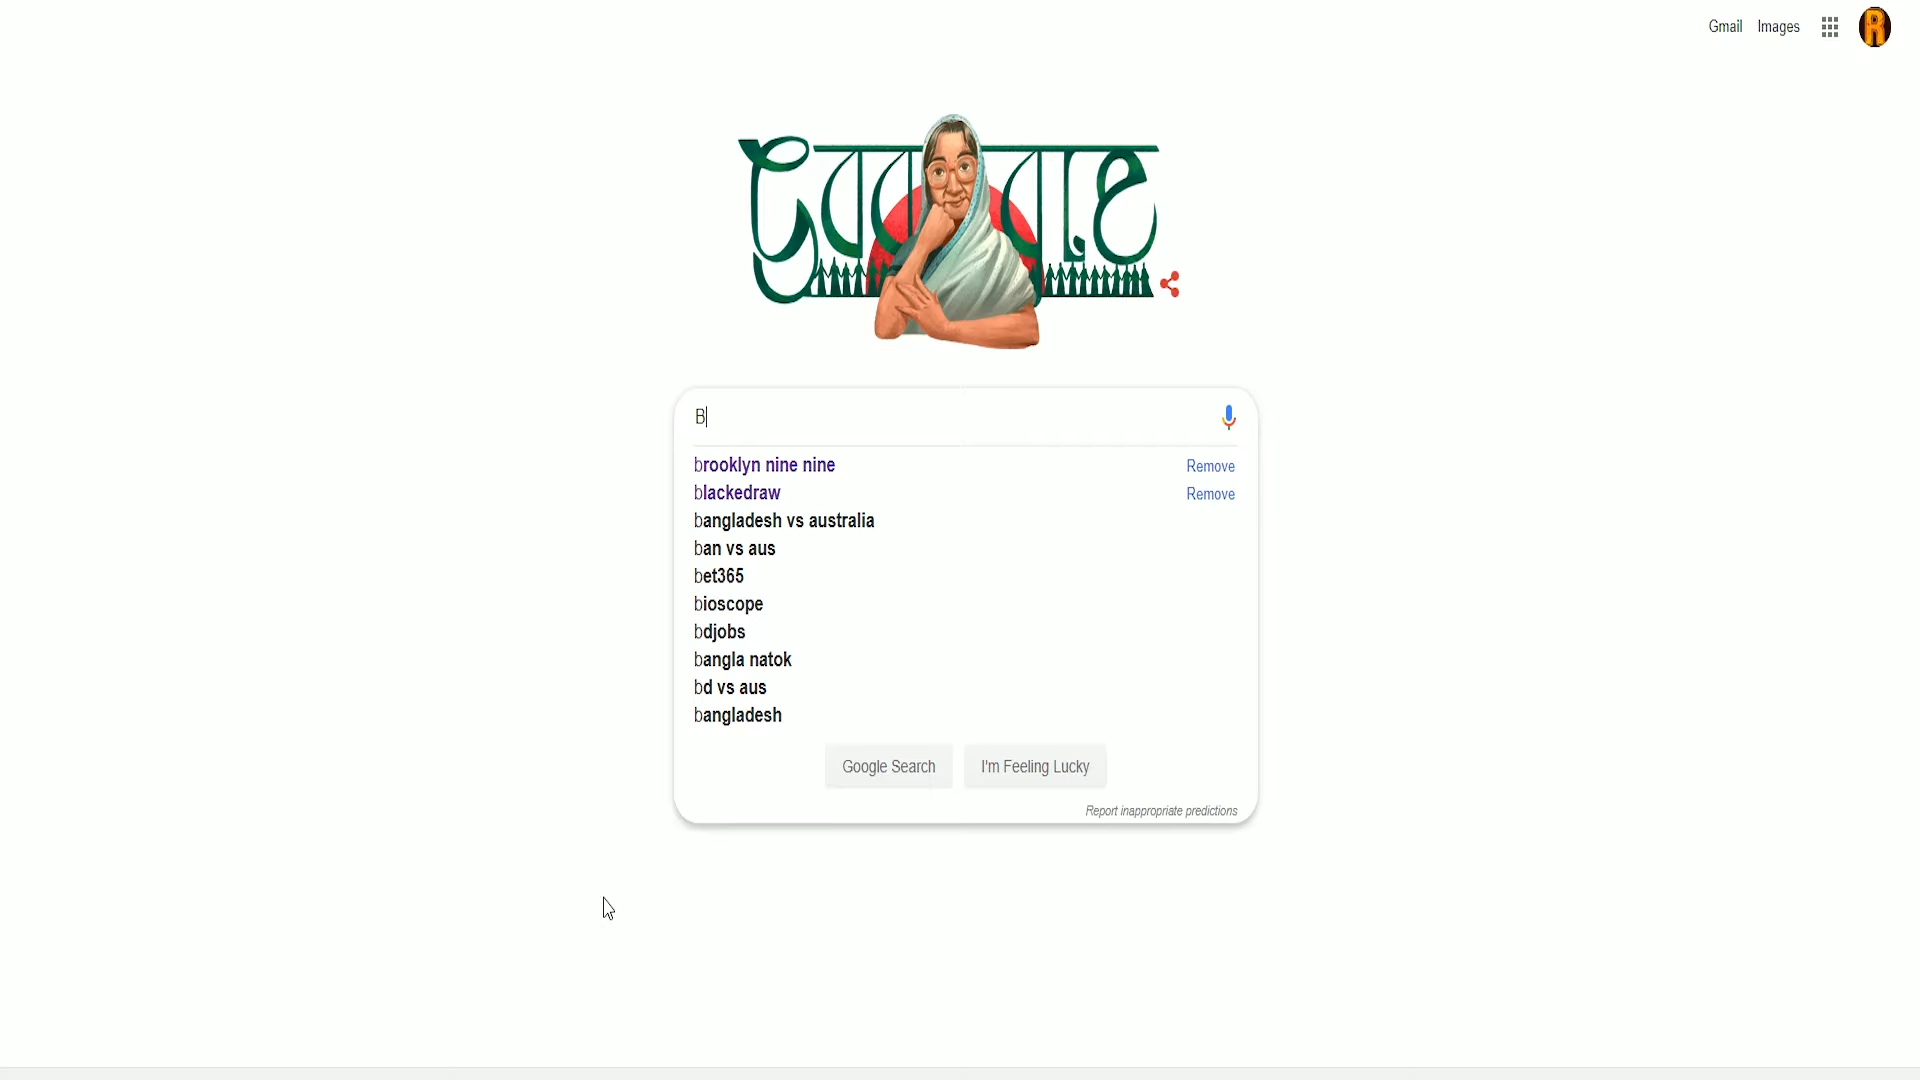 Gmail Images
R
Google
B
brooklyn nine nine Remove
blackedraw Remove
bangladesh vs australia
ban vs aus
bet365
bioscope
bdjobs
bangla natok
bd vs aus
bangladesh
Google Search I'm Feeling Lucky
Report inappropriate predictions